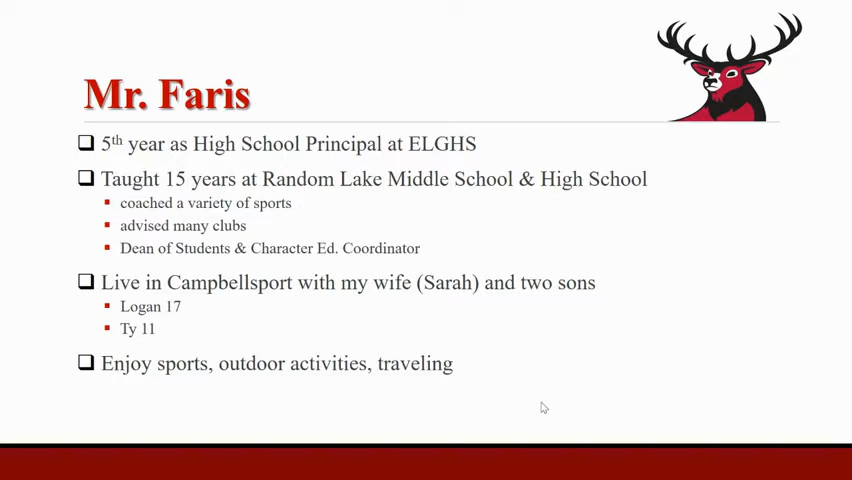 Mr. Faris
5th year as High School Principal at ELGHS
Taught 15 years at Random Lake Middle School & High School
coached a variety of sports
advised many clubs
Dean of Students & Character Ed. Coordinator
Live in Campbellsport with my wife (Sarah) and two sons
Logan 17
Ty 11
Enjoy sports, outdoor activities, traveling